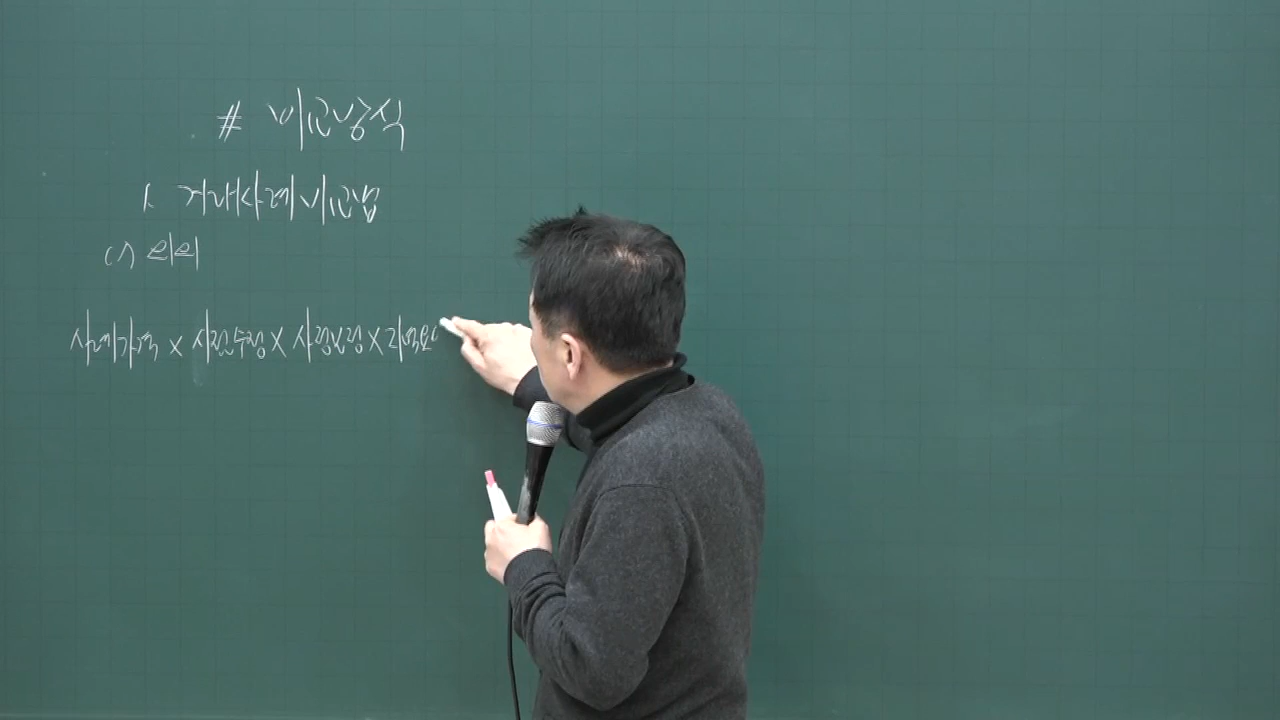 # 비교방식
1. 거래사례비교법
(1) 의의
사례가격 × 시점수정 × 사정보정 × 지역요